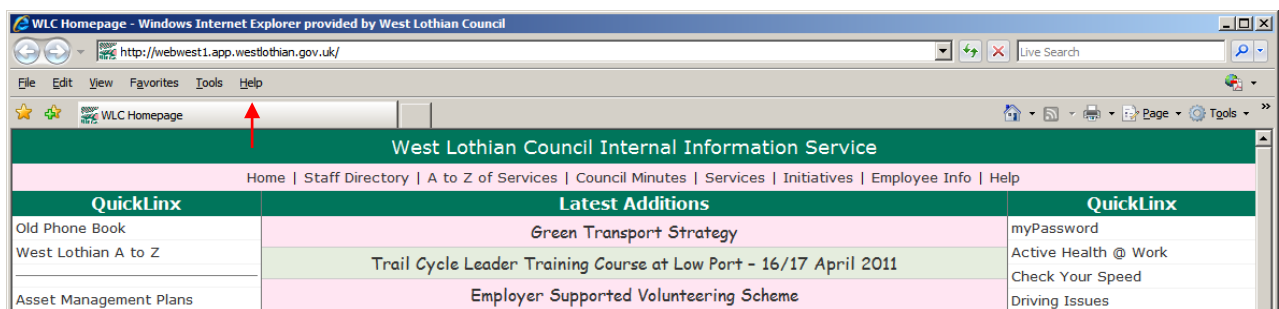 WLC Homepage - Windows Internet Explorer provided by West Lothian Council
http://webwest1.app.westlothian.gov.uk/
Live Search
File Edit View Favorites Tools Help
WLC Homepage
Page Tools »
West Lothian Council Internal Information Service
Home | Staff Directory | A to Z of Services | Council Minutes | Services | Initiatives | Employee Info | Help
QuickLinx
Latest Additions
QuickLinx
Old Phone Book
Green Transport Strategy
myPassword
West Lothian A to Z
Trail Cycle Leader Training Course at Low Port - 16/17 April 2011
Active Health @ Work
Check Your Speed
Asset Management Plans
Employer Supported Volunteering Scheme
Driving Issues